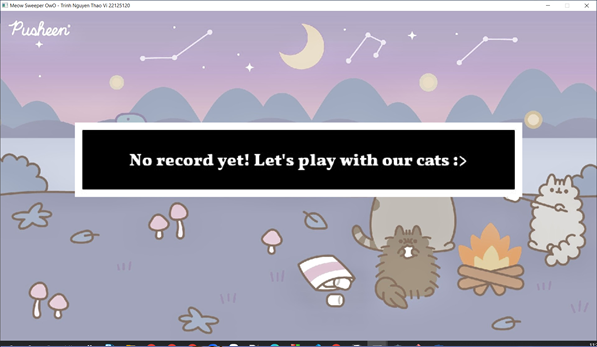 Meow Sweeper OwO - Trinh Nguyen Thao Vi 22125120
Pusheen
No record yet! Let's play with our cats :>